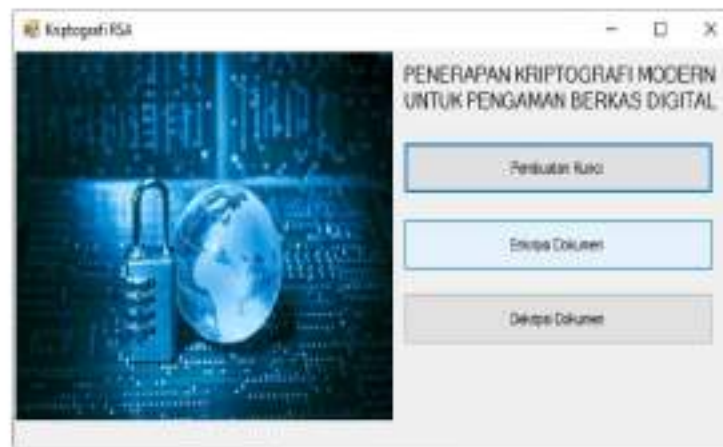 Kriptografi RSA
PENERAPAN KRIPTOGRAFI MODERN
UNTUK PENGAMAN BERKAS DIGITAL
Pembuatan Kunci
Enkripsi Dokumen
Dekripsi Dokumen